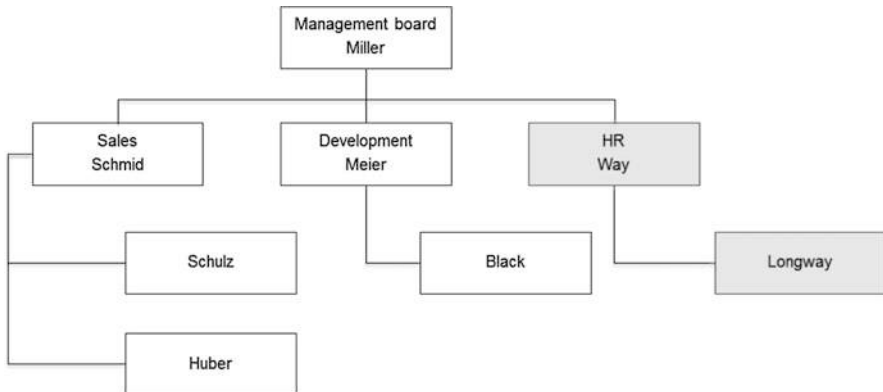 Management board
Miller
Sales
Schmid
Development
Meier
HR
Way
Schulz
Black
Longway
Huber